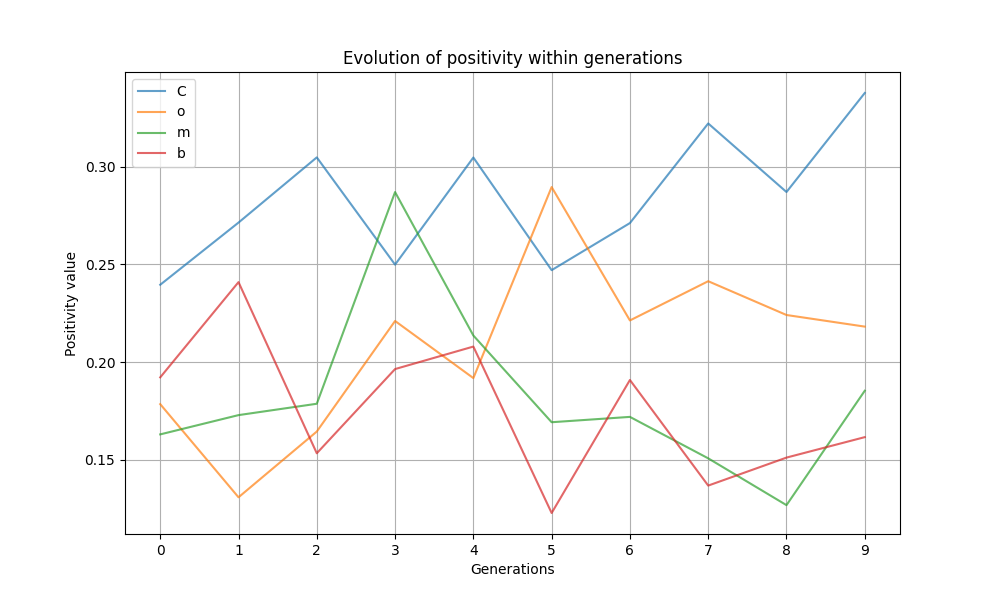 Evolution of positivity within generations
C
o
m
b
0.30
0.25
0.20
0.15
Positivity value
0 1 2 3 4 5 6 7 8 9
Generations